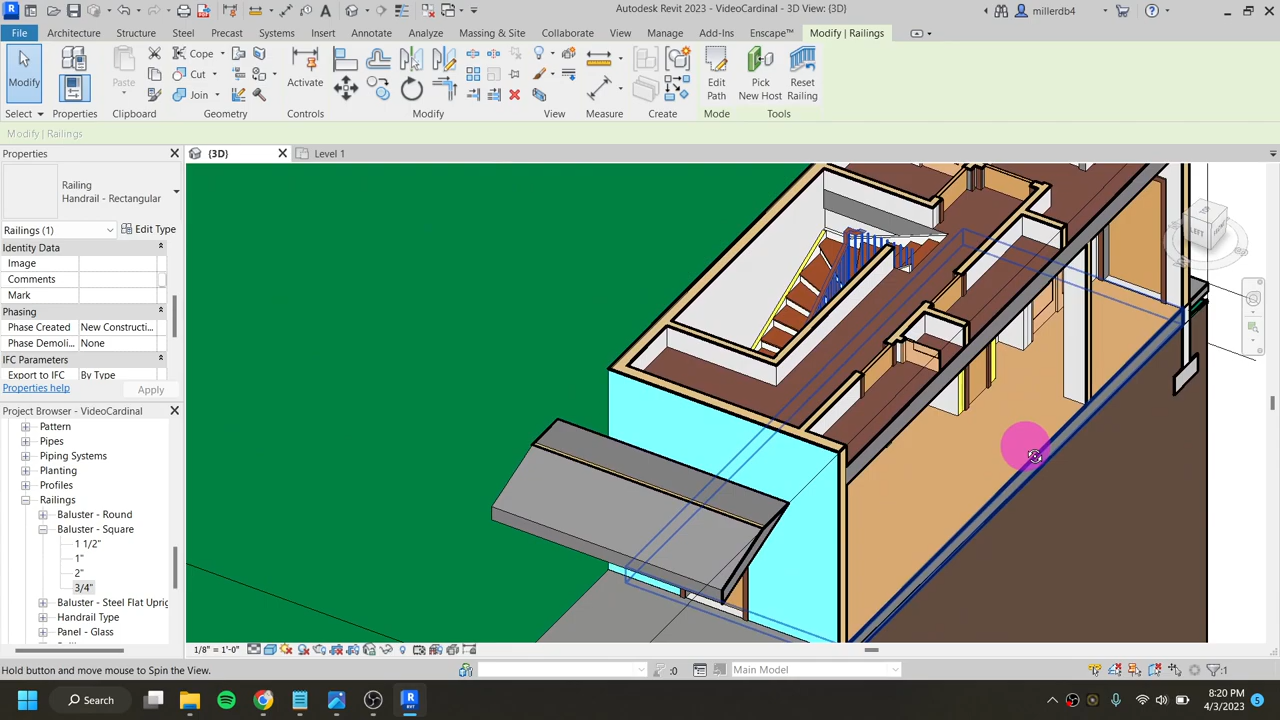 Autodesk Revit 2023 - VideoCardinal - 3D View: {3D}
millerdb4
File
Architecture
Structure
Steel
Precast
Systems
Insert
Annotate
Analyze
Massing & Site
Collaborate
View
Manage
Add-Ins
Enscape™
Modify | Railings
Modify
Select
Properties
Paste
Clipboard
Cope
Cut
Join
Geometry
Activate
Controls
Modify
View
Measure
Create
Edit Path
Mode
Pick New Host
Reset Railing
Tools
Modify | Railings
Properties
{3D}
Level 1
Railing
Handrail - Rectangular
Railings (1)
Edit Type
Identity Data
Image
Comments
Mark
Phasing
Phase Created
New Constructi...
Phase Demoli...
None
IFC Parameters
Export to IFC
By Type
Properties help
Apply
Project Browser - VideoCardinal
Pattern
Pipes
Piping Systems
Planting
Profiles
Railings
Baluster - Round
Baluster - Square
1 1/2"
1"
2"
3/4"
Baluster - Steel Flat Uprig
Handrail Type
Panel - Glass
1/8" = 1'-0"
Hold button and move mouse to Spin the View.
:0
Main Model
:1
Search
8:20 PM
4/3/2023
5